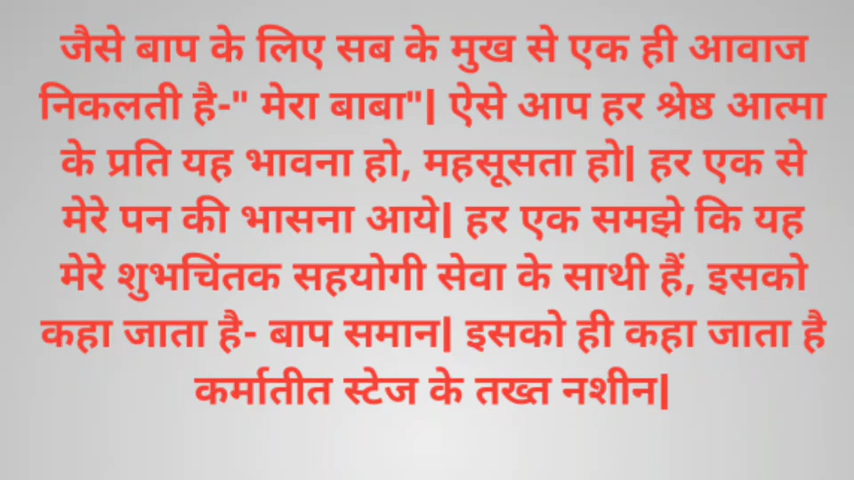 जैसे बाप के लिए सब के मुख से एक ही आवाज
निकलती है-" मेरा बाबा"| ऐसे आप हर श्रेष्ठ आत्मा
के प्रति यह भावना हो, महसूसता हो| हर एक से
मेरे पन की भासना आये| हर एक समझे कि यह
मेरे शुभचिंतक सहयोगी सेवा के साथी हैं, इसको
कहा जाता है- बाप समान| इसको ही कहा जाता है
कर्मातीत स्टेज के तख्त नशीन|